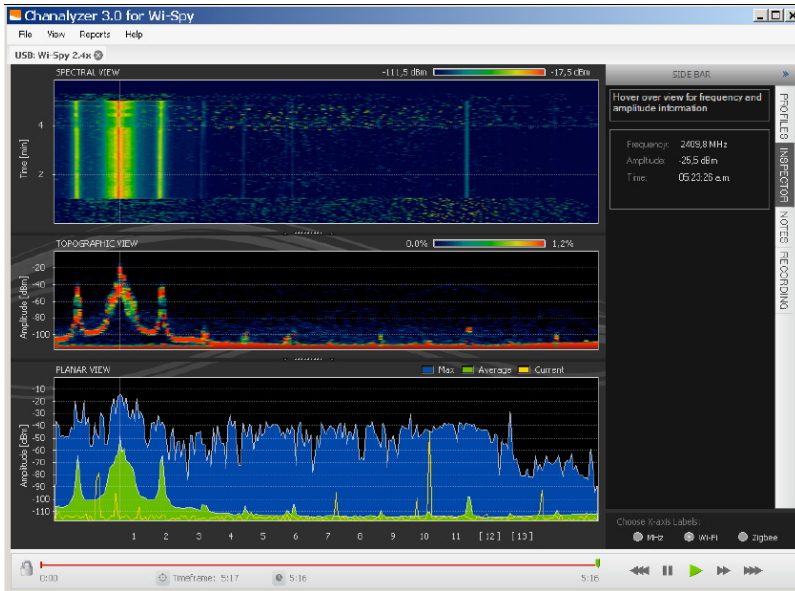 Chanalyzer 3.0 for Wi-Spy
File View Reports Help
USB: Wi-Spy 2.4x
SPECTRAL VIEW -111,5 dBm -17,5 dBm
Time [min]
4
2
TOPOGRAPHIC VIEW 0.0% 1,2%
Amplitude [dBm]
-20
-40
-60
-80
-100
PLANAR VIEW Max Average Current
Amplitude [dBm]
-10
-20
-30
-40
-50
-60
-70
-80
-90
-100
-110
1 2 3 4 5 6 7 8 9 10 11 [12] [13]
SIDE BAR
Hover over view for frequency and
amplitude information
Frequency: 2409,8 MHz
Amplitude: -25,5 dBm
Time: 05:23:26 a.m.
PROFILES
INSPECTOR
NOTES
RECORDING
Choose X-axis Labels:
MHz Wi-Fi Zigbee
0:00 Timeframe: 5:17 5:16 5:16